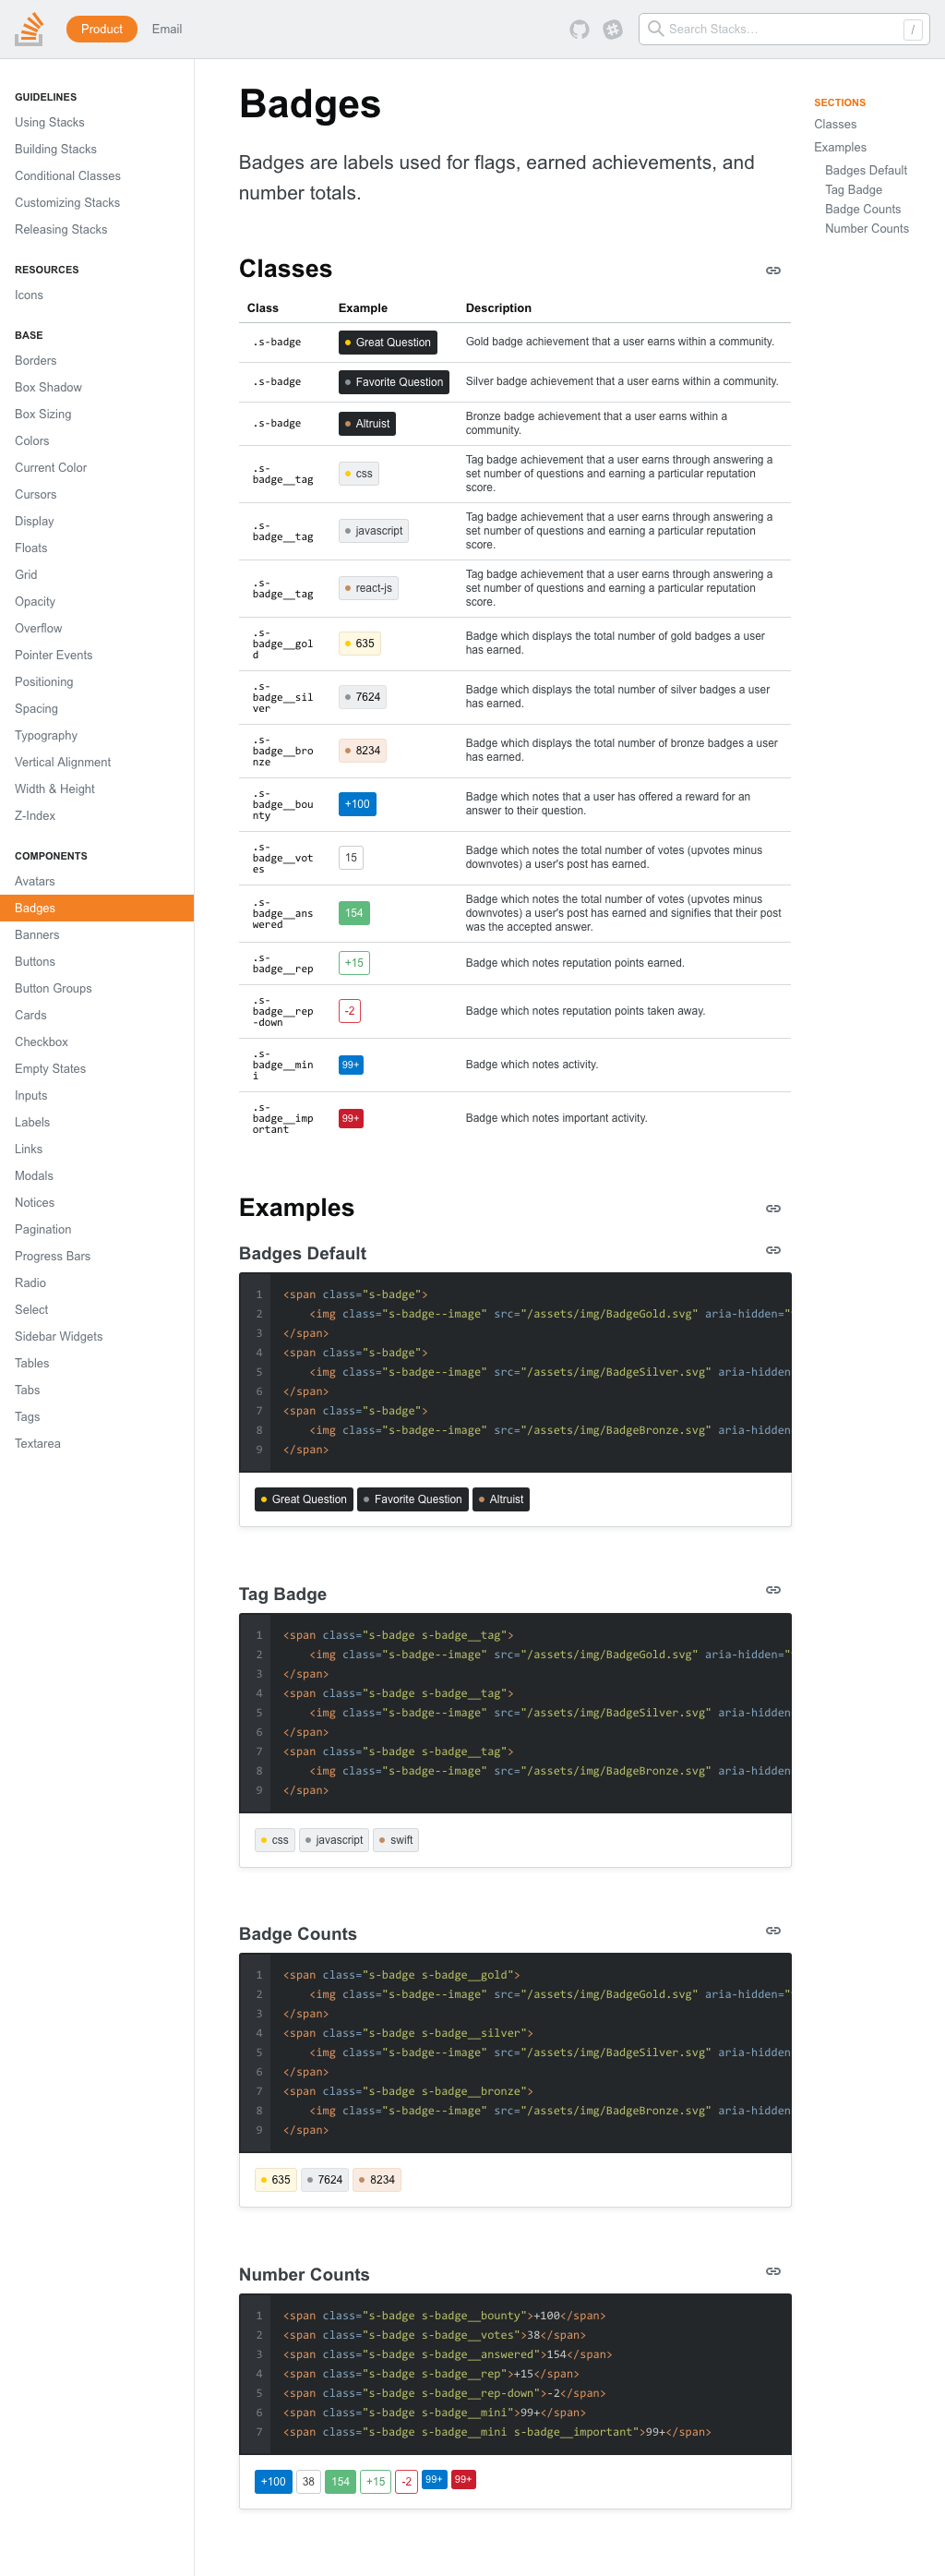 Product Email Search Stacks... /
GUIDELINES
Using Stacks
Building Stacks
Conditional Classes
Customizing Stacks
Releasing Stacks
RESOURCES
Icons
BASE
Borders
Box Shadow
Box Sizing
Colors
Current Color
Cursors
Display
Floats
Grid
Opacity
Overflow
Pointer Events
Positioning
Spacing
Typography
Vertical Alignment
Width & Height
Z-Index
COMPONENTS
Avatars
Badges
Banners
Buttons
Button Groups
Cards
Checkbox
Empty States
Inputs
Labels
Links
Modals
Notices
Pagination
Progress Bars
Radio
Select
Sidebar Widgets
Tables
Tabs
Tags
Textarea
Badges
Badges are labels used for flags, earned achievements, and
number totals.
Classes
Class Example Description
.s-badge Great Question Gold badge achievement that a user earns within a community.
.s-badge Favorite Question Silver badge achievement that a user earns within a community.
.s-badge Altruist Bronze badge achievement that a user earns within a
community.
.s-
badge__tag
css
Tag badge achievement that a user earns through answering a
set number of questions and earning a particular reputation
score.
.s-
badge__tag
javascript
Tag badge achievement that a user earns through answering a
set number of questions and earning a particular reputation
score.
.s-
badge__tag
react-js
Tag badge achievement that a user earns through answering a
set number of questions and earning a particular reputation
score.
.s-
badge__gol
d
635
Badge which displays the total number of gold badges a user
has earned.
.s-
badge__sil
ver
7624
Badge which displays the total number of silver badges a user
has earned.
.s-
badge__bro
nze
8234
Badge which displays the total number of bronze badges a user
has earned.
.s-
badge__bou
nty
+100
Badge which notes that a user has offered a reward for an
answer to their question.
.s-
badge__vot
es
15
Badge which notes the total number of votes (upvotes minus
downvotes) a user's post has earned.
.s-
badge__ans
wered
154
Badge which notes the total number of votes (upvotes minus
downvotes) a user's post has earned and signifies that their post
was the accepted answer.
.s-
badge__rep
+15
Badge which notes reputation points earned.
.s-
badge__rep
-down
-2
Badge which notes reputation points taken away.
.s-
badge__min
i
99+
Badge which notes activity.
.s-
badge__imp
ortant
99+
Badge which notes important activity.
Examples
Badges Default
1 <span class="s-badge">
2 <img class="s-badge--image" src="/assets/img/BadgeGold.svg" aria-hidden="
3 </span>
4 <span class="s-badge">
5 <img class="s-badge--image" src="/assets/img/BadgeSilver.svg" aria-hidden
6 </span>
7 <span class="s-badge">
8 <img class="s-badge--image" src="/assets/img/BadgeBronze.svg" aria-hidden
9 </span>
Great Question Favorite Question Altruist
Tag Badge
1 <span class="s-badge s-badge__tag">
2 <img class="s-badge--image" src="/assets/img/BadgeGold.svg" aria-hidden="
3 </span>
4 <span class="s-badge s-badge__tag">
5 <img class="s-badge--image" src="/assets/img/BadgeSilver.svg" aria-hidden
6 </span>
7 <span class="s-badge s-badge__tag">
8 <img class="s-badge--image" src="/assets/img/BadgeBronze.svg" aria-hidden
9 </span>
css javascript swift
Badge Counts
1 <span class="s-badge s-badge__gold">
2 <img class="s-badge--image" src="/assets/img/BadgeGold.svg" aria-hidden="
3 </span>
4 <span class="s-badge s-badge__silver">
5 <img class="s-badge--image" src="/assets/img/BadgeSilver.svg" aria-hidden
6 </span>
7 <span class="s-badge s-badge__bronze">
8 <img class="s-badge--image" src="/assets/img/BadgeBronze.svg" aria-hidden
9 </span>
635 7624 8234
Number Counts
1 <span class="s-badge s-badge__bounty">+100</span>
2 <span class="s-badge s-badge__votes">38</span>
3 <span class="s-badge s-badge__answered">154</span>
4 <span class="s-badge s-badge__rep">+15</span>
5 <span class="s-badge s-badge__rep-down">-2</span>
6 <span class="s-badge s-badge__mini">99+</span>
7 <span class="s-badge s-badge__mini s-badge__important">99+</span>
+100 38 154 +15 -2 99+ 99+
SECTIONS
Classes
Examples
Badges Default
Tag Badge
Badge Counts
Number Counts